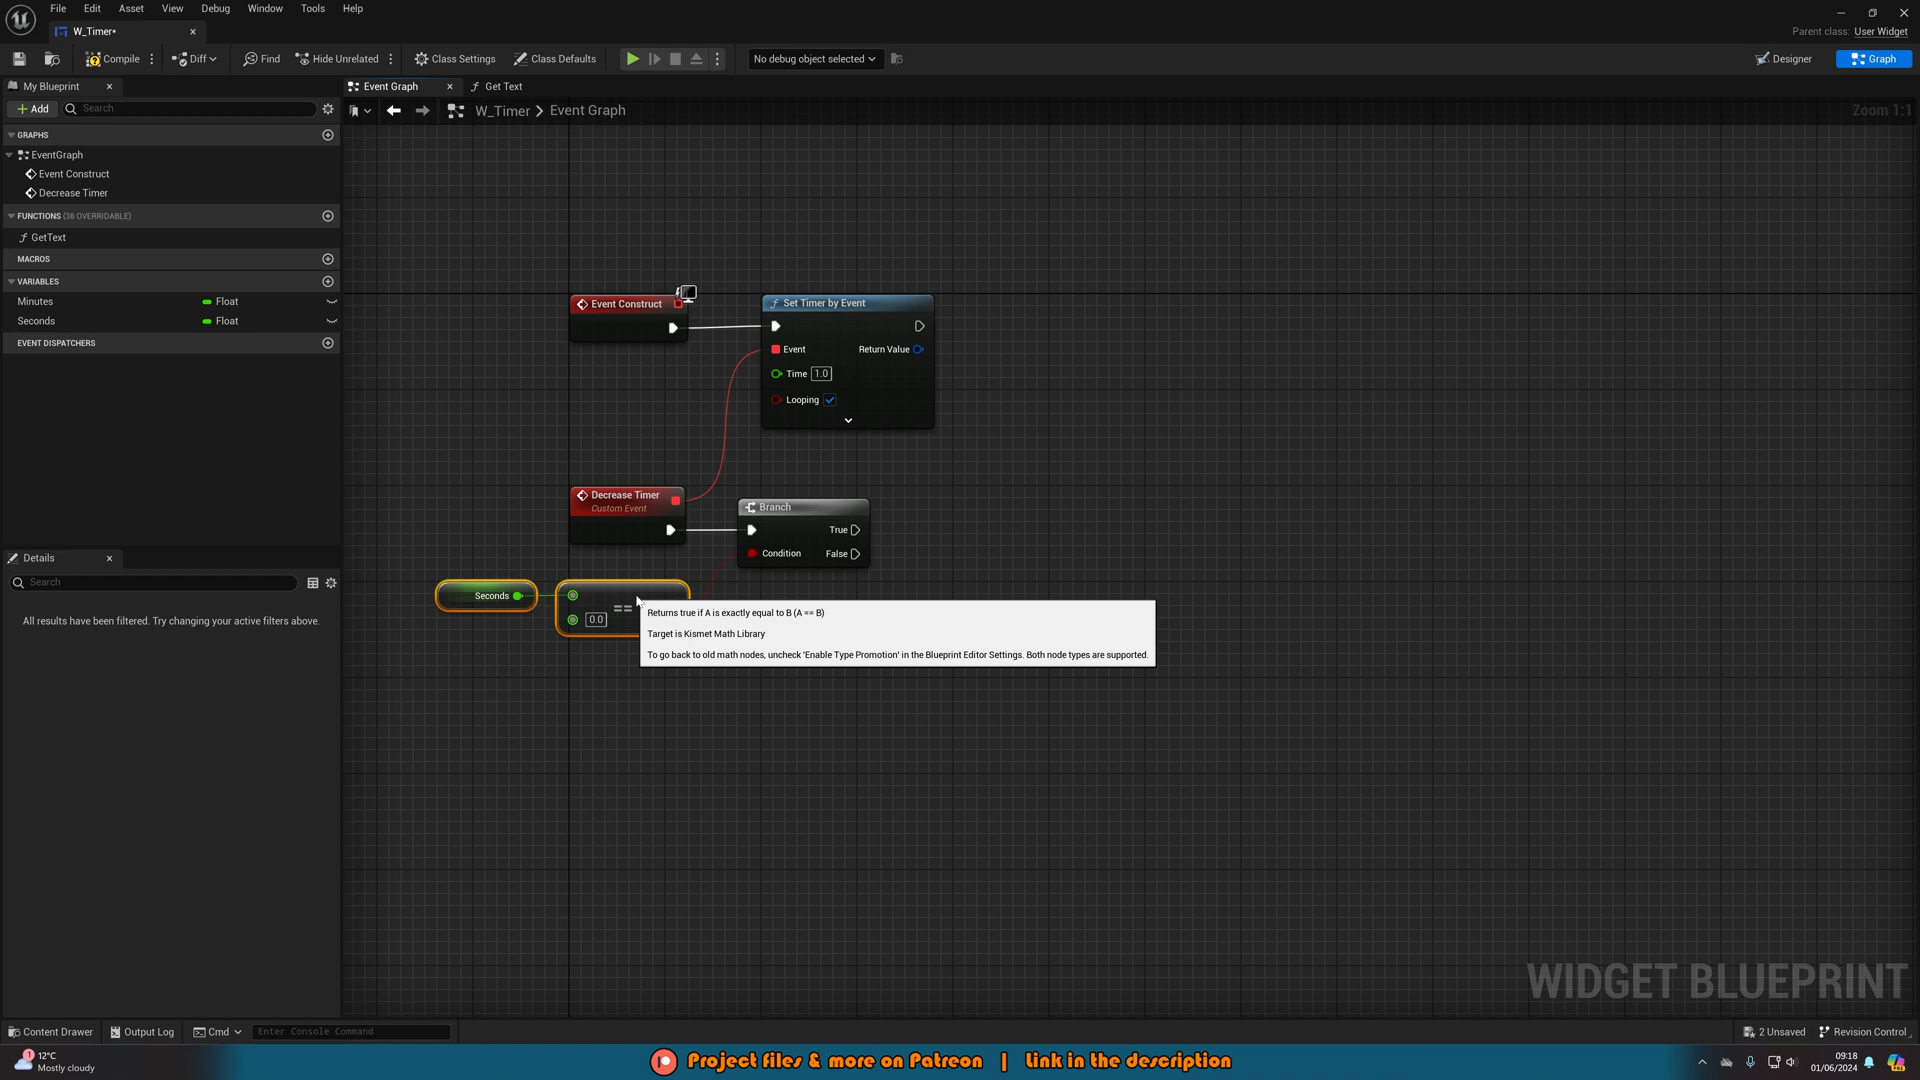 File Edit Asset View Debug Window Tools Help
W_Timer•
Parent class: User Widget
Compile Diff Find Hide Unrelated Class Settings Class Defaults No debug object selected Designer Graph
My Blueprint
Event Graph
Get Text
Add Search
W_Timer > Event Graph
Zoom 1:1
GRAPHS
EventGraph
Event Construct
Decrease Timer
FUNCTIONS (38 OVERRIDABLE)
GetText
MACROS
VARIABLES
Minutes Float
Seconds Float
EVENT DISPATCHERS
Event Construct
Set Timer by Event
Event Return Value
Time 1.0
Looping
Decrease Timer
Custom Event
Branch
True
Condition False
Seconds
==
0.0
Returns true if A is exactly equal to B (A == B)
Target is Kismet Math Library
To go back to old math nodes, uncheck 'Enable Type Promotion' in the Blueprint Editor Settings. Both node types are supported.
Details
Search
All results have been filtered. Try changing your active filters above.
WIDGET BLUEPRINT
Content Drawer Output Log Cmd Enter Console Command 2 Unsaved Revision Control
1
12°C
Mostly cloudy
Project files & more on Patreon | Link in the description
09:18
01/06/2024
PRE